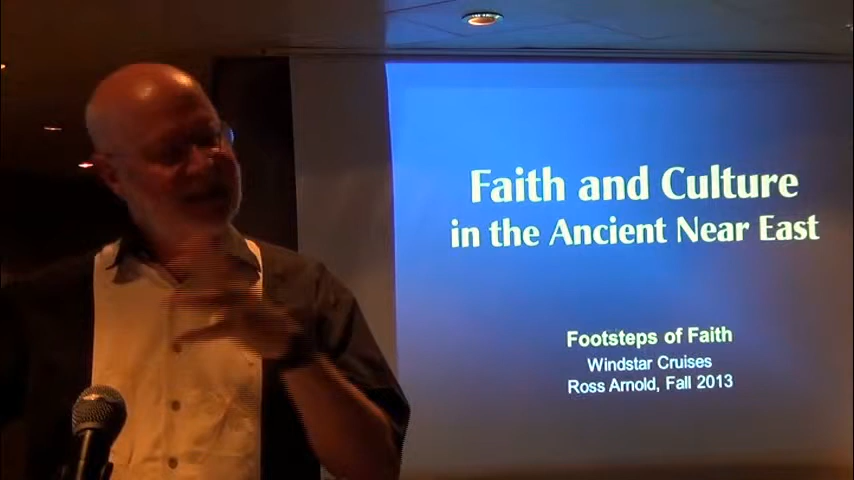 Faith and Culture
in the Ancient Near East
Footsteps of Faith
Windstar Cruises
Ross Arnold, Fall 2013